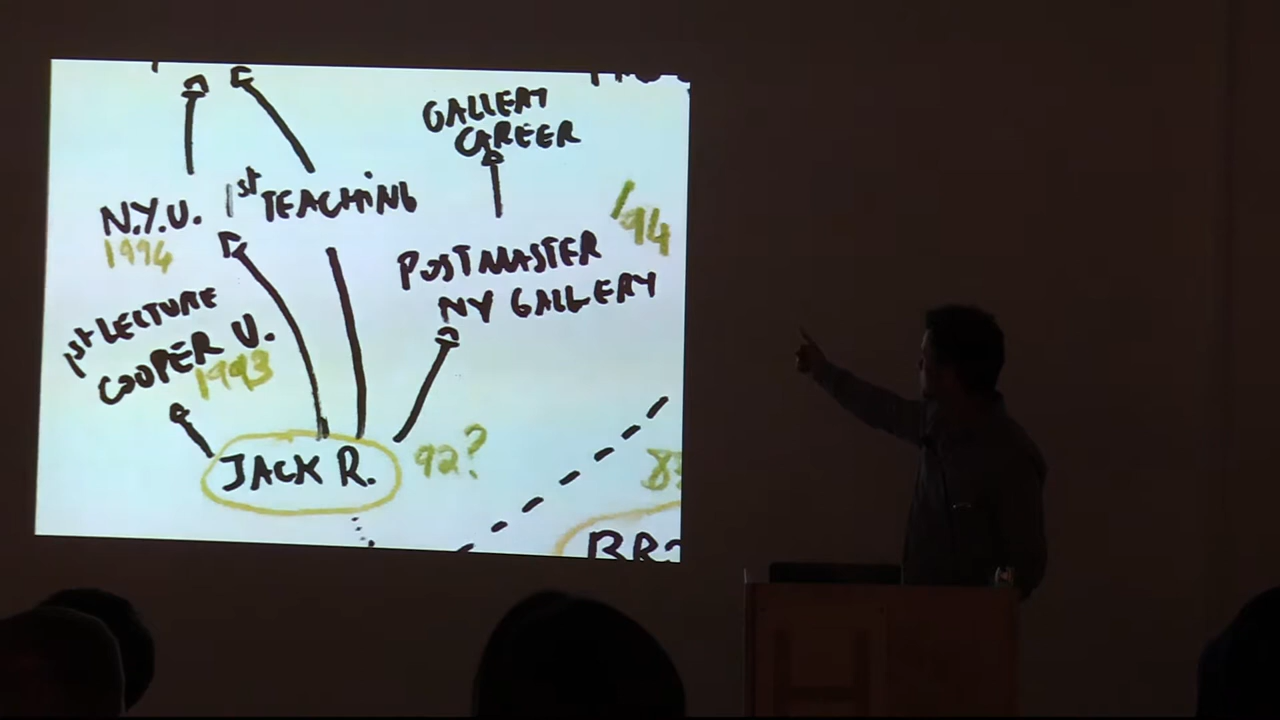 GALLERY
CAREER
N.Y.U.
1994
1st TEACHING
/94
POSTMASTER
NY GALLERY
1st LECTURE
COOPER U.
1993
JACK R.
92?